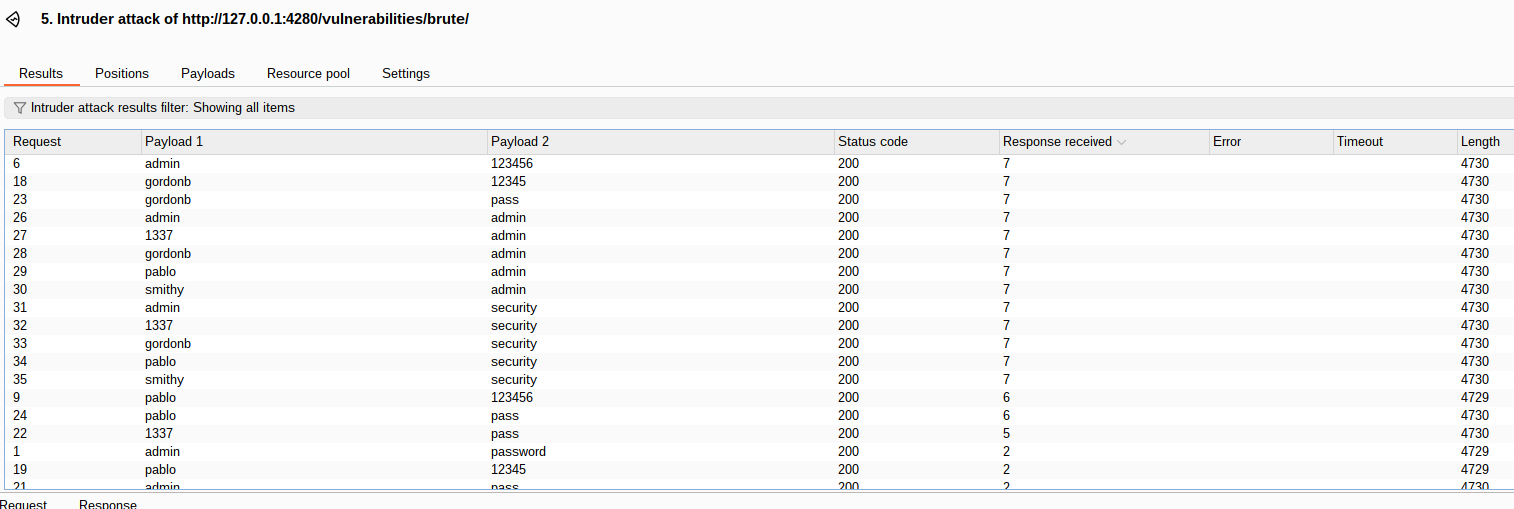 5. Intruder attack of http://127.0.0.1:4280/vulnerabilities/brute/
Results Positions Payloads Resource pool Settings
Intruder attack results filter: Showing all items
Request Payload 1 Payload 2 Status code Response received Error Timeout Length
6 admin 123456 200 7 4730
18 gordonb 12345 200 7 4730
23 gordonb pass 200 7 4730
26 admin admin 200 7 4730
27 1337 admin 200 7 4730
28 gordonb admin 200 7 4730
29 pablo admin 200 7 4730
30 smithy admin 200 7 4730
31 admin security 200 7 4730
32 1337 security 200 7 4730
33 gordonb security 200 7 4730
34 pablo security 200 7 4730
35 smithy security 200 7 4730
9 pablo 123456 200 6 4729
24 pablo pass 200 6 4730
22 1337 pass 200 5 4730
1 admin password 200 2 4729
19 pablo 12345 200 2 4729
21 admin pass 200 2 4730
Request Response